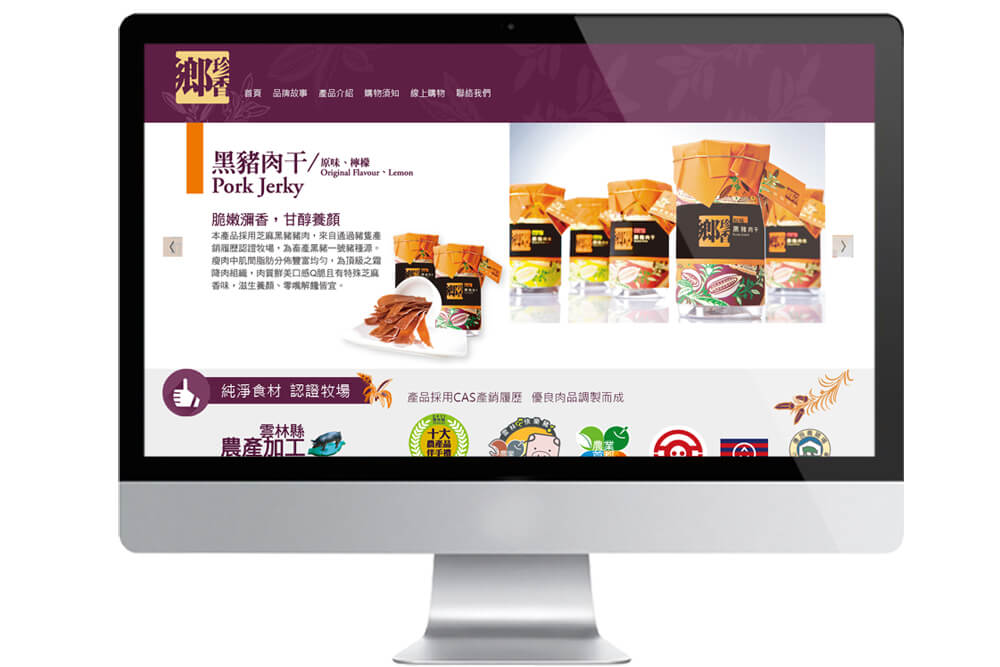 鄉珍香
首頁 品牌故事 產品介紹 購物須知 線上購物 聯絡我們
黑豬肉干/原味、檸檬
Original Flavour、Lemon
Pork Jerky
脆嫩彌香，甘醇養顏
本產品採用芝麻黑豬豬肉，來自通過豬隻產
銷履歷認證牧場，為畜產黑豬一號豬種源。
瘦肉中肌間脂肪分佈豐富均勻，為頂級之霜
降肉組織，肉質鮮美口感Q脆且有特殊芝麻
香味，滋生養顏、零嘴解饞皆宜。
鄉珍香
黑豬肉干
純淨食材 認證牧場
產品採用CAS產銷履歷 優良肉品調製而成
雲林縣
農產加工
十大
農產品
伴手禮
農業